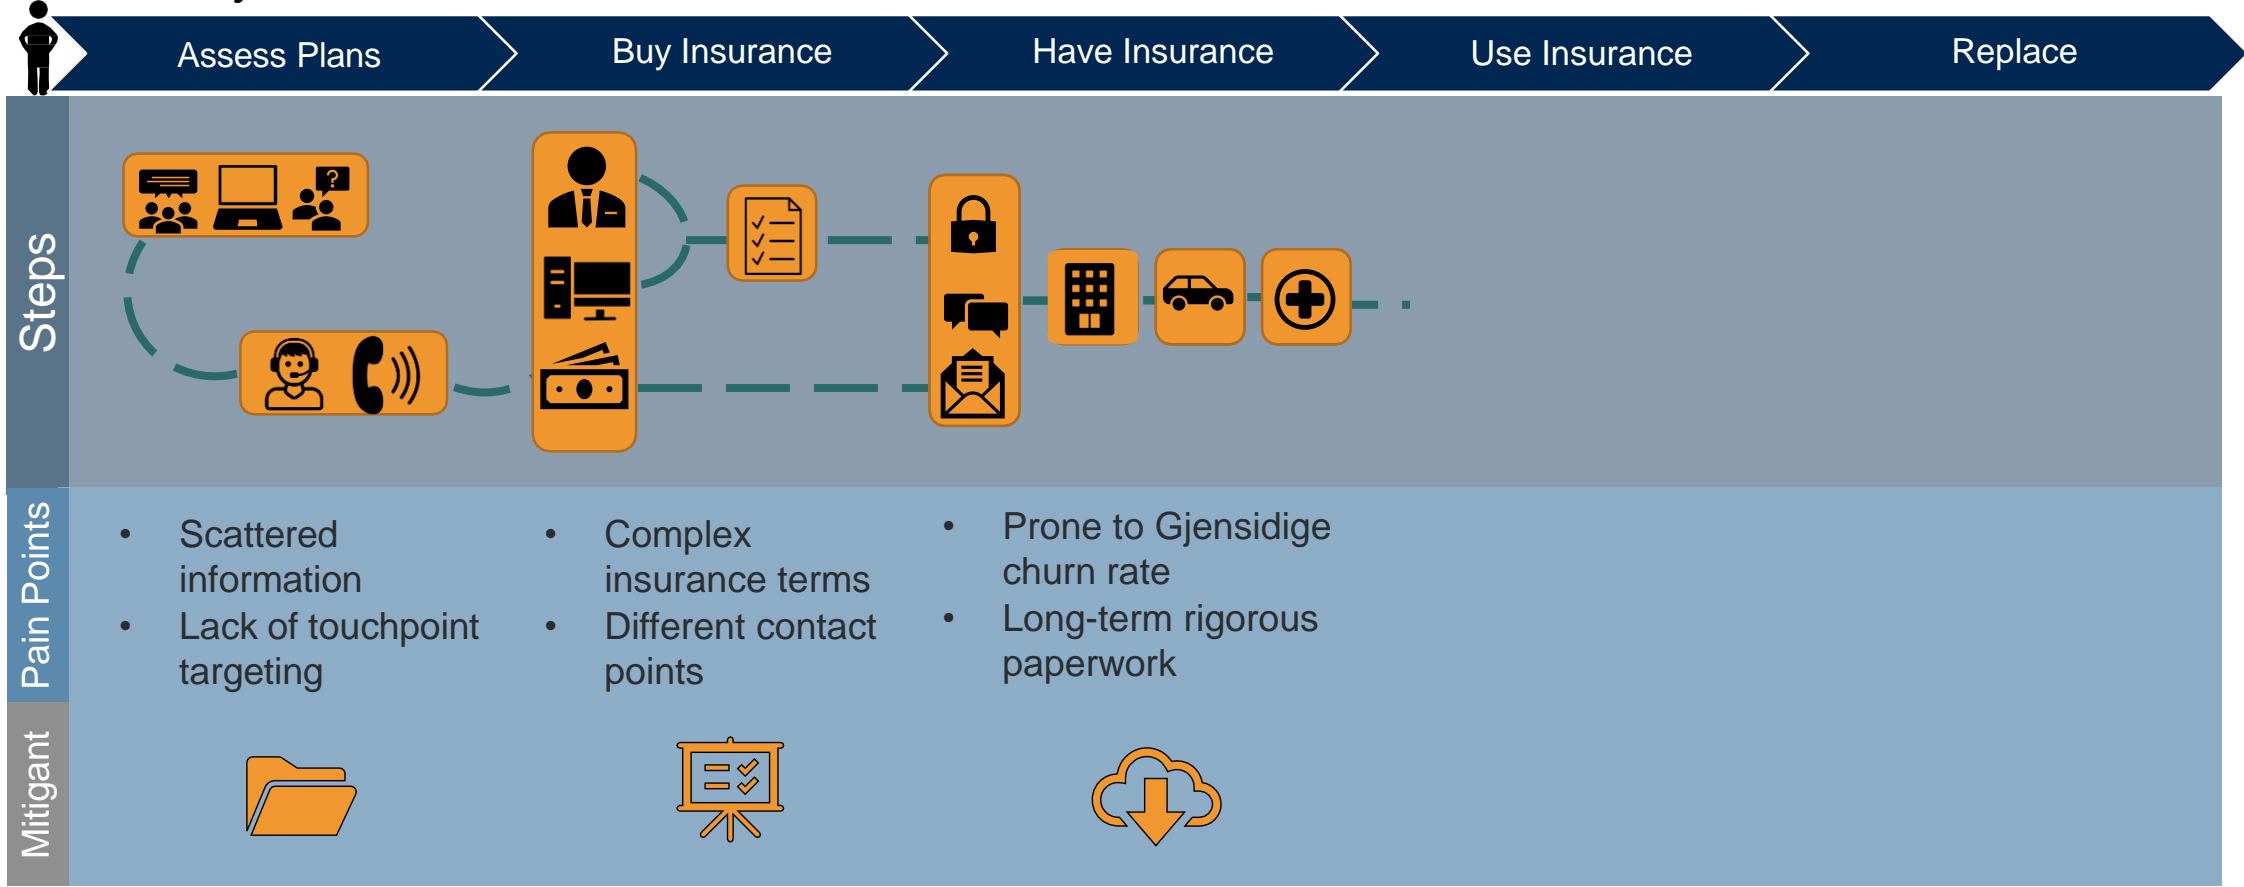 Assess Plans
Buy Insurance
Have Insurance
Use Insurance
Replace
Steps
?
Pain Points
• Scattered
information
• Lack of touchpoint
targeting
• Complex
insurance terms
• Different contact
points
• Prone to Gjensidige
churn rate
• Long-term rigorous
paperwork
Mitigant